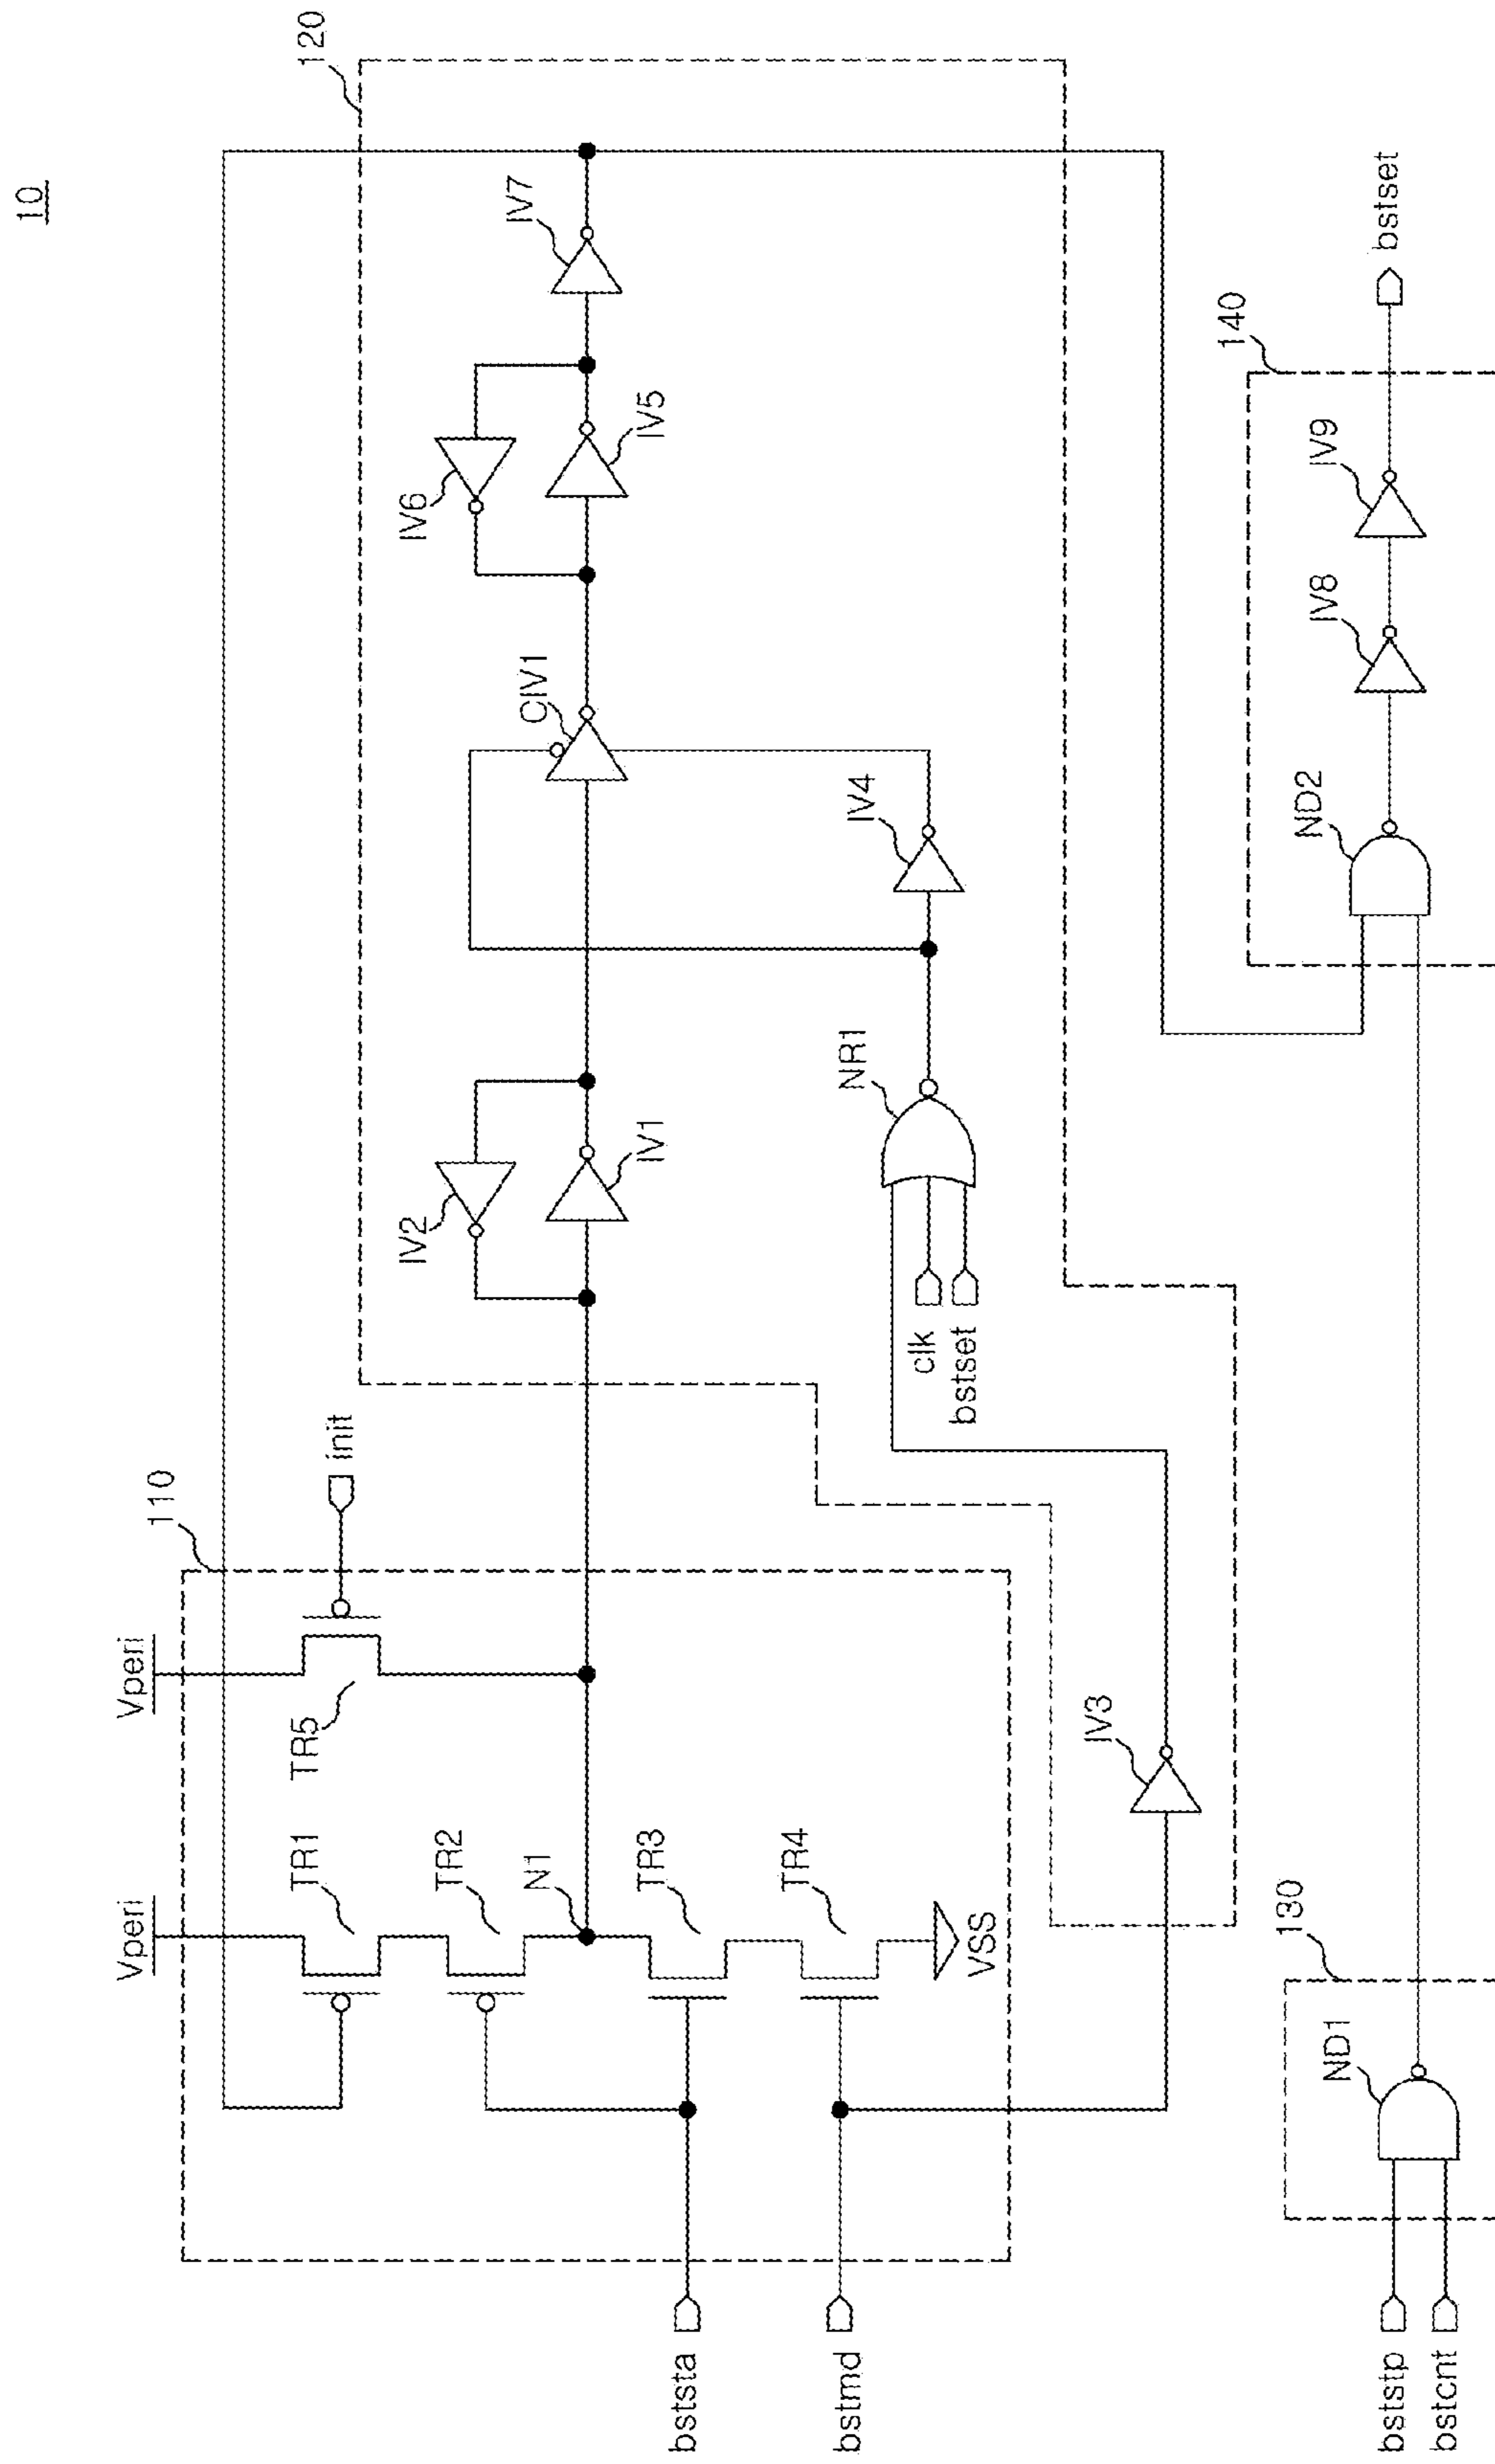 10
120
IV7
IV6
IV5
CIV1
IV4
IV2
IV1
NR1
clk
bstset
110
Vperi
init
TR5
Vperi
TR1
TR2
N1
TR3
TR4
VSS
IV3
bststa
bstmd
140
bstset
IV9
IV8
ND2
130
ND1
bststp
bstcnt